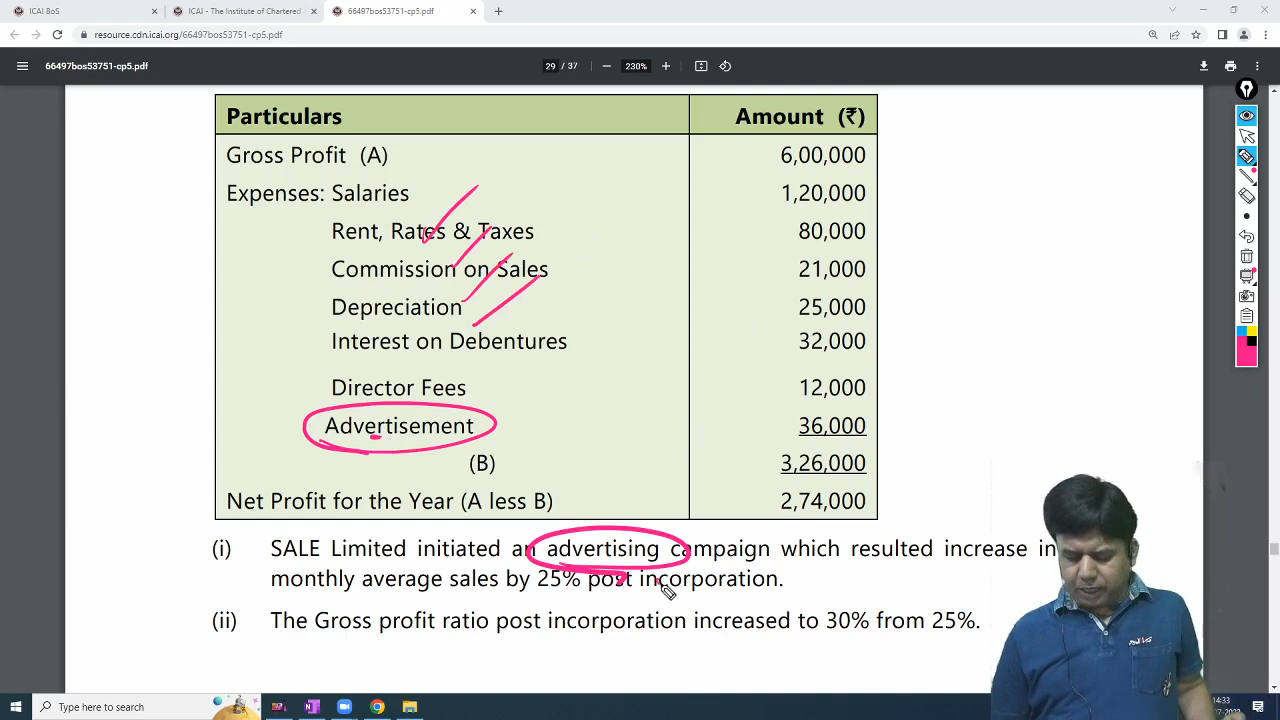 ICAI BoS
ICAI - The Institute of Chartered
66497bos53751-cp5.pdf
resource.cdn.icai.org/66497bos53751-cp5.pdf
66497bos53751-cp5.pdf
29 / 37
230%
Particulars Amount (₹)
Gross Profit (A) 6,00,000
Expenses: Salaries 1,20,000
Rent, Rates & Taxes 80,000
Commission on Sales 21,000
Depreciation 25,000
Interest on Debentures 32,000
Director Fees 12,000
Advertisement 36,000
(B) 3,26,000
Net Profit for the Year (A less B) 2,74,000
(i) SALE Limited initiated an advertising campaign which resulted increase in
monthly average sales by 25% post incorporation.
(ii) The Gross profit ratio post incorporation increased to 30% from 25%.
Type here to search
14:33